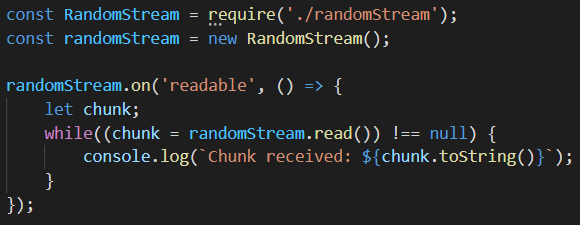 const RandomStream = require('./randomStream');
const randomStream = new RandomStream();

randomStream.on('readable', () => {
    let chunk;
    while((chunk = randomStream.read()) !== null) {
        console.log(`Chunk received: ${chunk.toString()}`);
    }
});